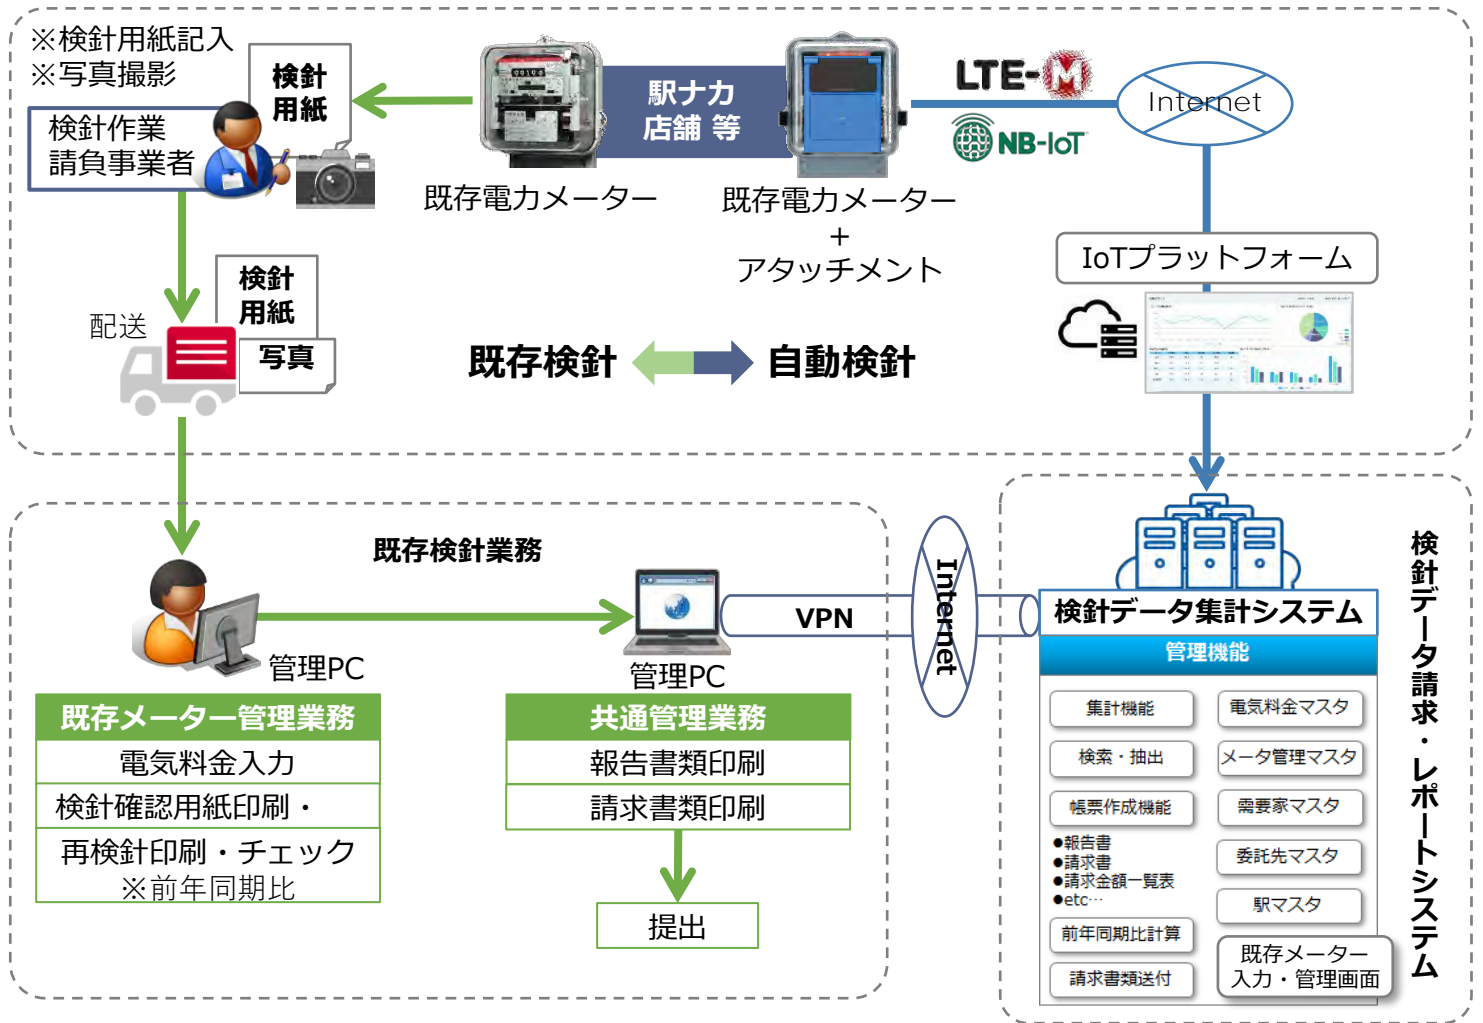 ※検針用紙記入
※写真撮影
検針
用紙
検針作業
請負事業者
既存電力メーター
駅ナカ
店舗 等
既存電力メーター
+
アタッチメント
LTE-M
NB-IoT
Internet
IoTプラットフォーム
配送
検針
用紙
写真
既存検針
自動検針
既存検針業務
管理PC
管理PC
VPN
Internet
既存メーター管理業務
電気料金入力
検針確認用紙印刷・
再検針印刷・チェック
※前年同期比
共通管理業務
報告書類印刷
請求書類印刷
提出
検針データ集計システム
管理機能
集計機能
検索・抽出
帳票作成機能
●報告書
●請求書
●請求金額一覧表
●etc…
前年同期比計算
請求書類送付
電気料金マスタ
メータ管理マスタ
需要家マスタ
委託先マスタ
駅マスタ
既存メーター
入力・管理画面
検針データ請求・レポートシステム